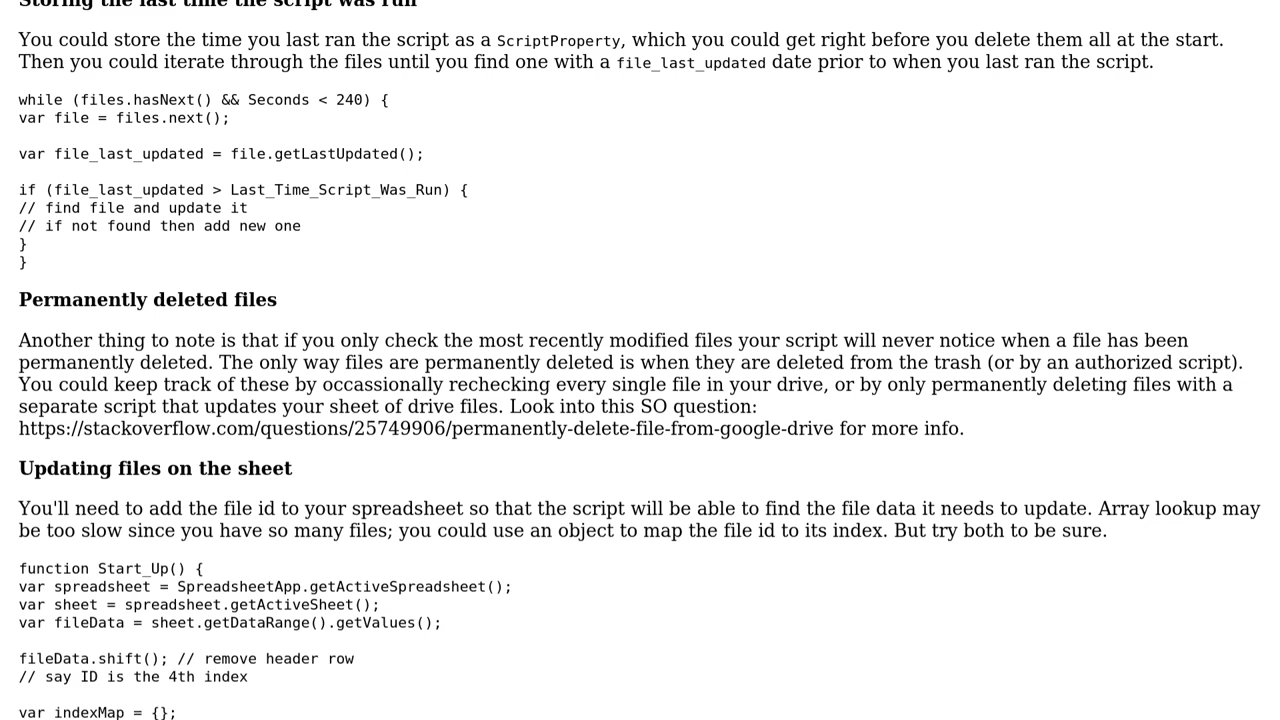 Storing the last time the script was run
You could store the time you last ran the script as a ScriptProperty, which you could get right before you delete them all at the start.
Then you could iterate through the files until you find one with a file_last_updated date prior to when you last ran the script.
while (files.hasNext() && Seconds < 240) {
var file = files.next();
var file_last_updated = file.getLastUpdated();
if (file_last_updated > Last_Time_Script_Was_Run) {
// find file and update it
// if not found then add new one
}
}
Permanently deleted files
Another thing to note is that if you only check the most recently modified files your script will never notice when a file has been
permanently deleted. The only way files are permanently deleted is when they are deleted from the trash (or by an authorized script).
You could keep track of these by occassionally rechecking every single file in your drive, or by only permanently deleting files with a
separate script that updates your sheet of drive files. Look into this SO question:
https://stackoverflow.com/questions/25749906/permanently-delete-file-from-google-drive for more info.
Updating files on the sheet
You'll need to add the file id to your spreadsheet so that the script will be able to find the file data it needs to update. Array lookup may
be too slow since you have so many files; you could use an object to map the file id to its index. But try both to be sure.
function Start_Up() {
var spreadsheet = SpreadsheetApp.getActiveSpreadsheet();
var sheet = spreadsheet.getActiveSheet();
var fileData = sheet.getDataRange().getValues();
fileData.shift(); // remove header row
// say ID is the 4th index
var indexMap = {};